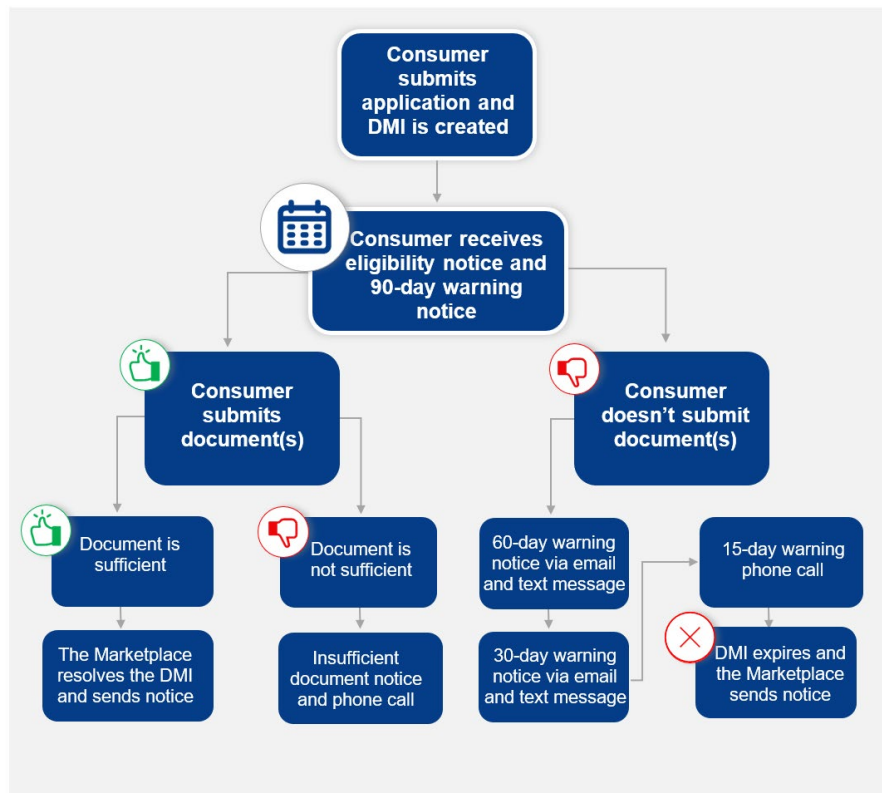 Consumer
submits
application and
DMI is created
Consumer receives
eligibility notice and
90-day warning
notice
Consumer
submits
document(s)
Consumer
doesn’t submit
document(s)
Document is
sufficient
Document is
not sufficient
60-day warning
notice via email
and text message
15-day warning
phone call
The Marketplace
resolves the DMI
and sends notice
Insufficient
document notice
and phone call
30-day warning
notice via email
and text message
DMI expires and
the Marketplace
sends notice